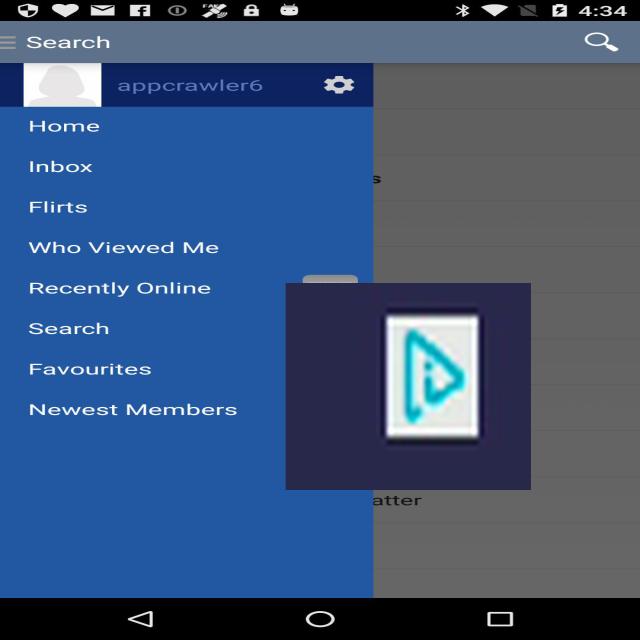 4:34
Search
appcrawler6
Home
Inbox
s
Flirts
Who Viewed Me
Recently Online
Search
Favourites
Newest Members
atter